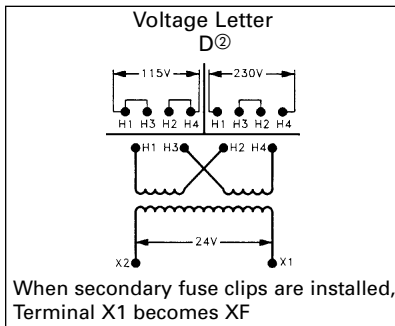 Voltage Letter
D②
115V 230V
H1 H3 H2 H4 H1 H3 H2 H4
H1 H3 H2 H4
24V
X2 X1
When secondary fuse clips are installed,
Terminal X1 becomes XF